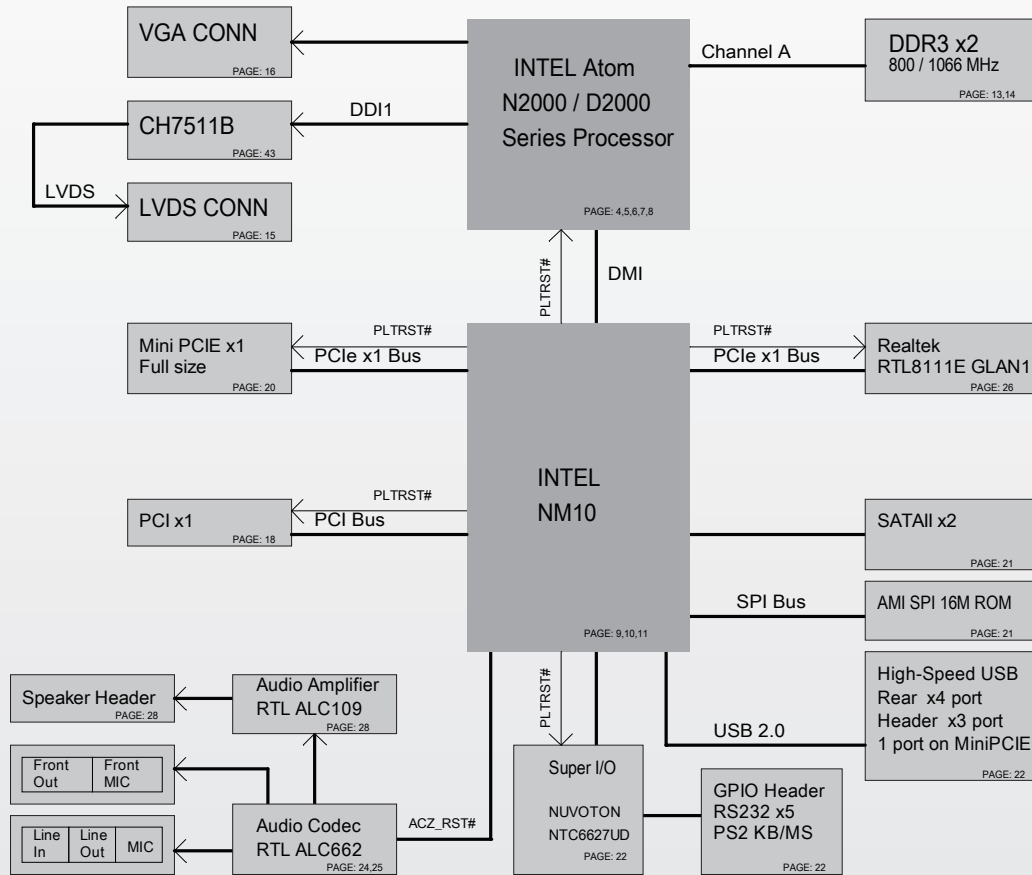 VGA CONN
PAGE: 16
INTEL Atom
N2000 / D2000
Series Processor
PAGE: 4,5,6,7,8
Channel A
DDR3 x2
800 / 1066 MHz
PAGE: 13,14
CH7511B
PAGE: 43
DDI1
LVDS
LVDS CONN
PAGE: 15
PLTRST#
DMI
Mini PCIE x1
Full size
PAGE: 20
PLTRST#
PCIe x1 Bus
INTEL
NM10
PAGE: 9,10,11
PLTRST#
PCIe x1 Bus
Realtek
RTL8111E GLAN1
PAGE: 26
PCI x1
PAGE: 18
PLTRST#
PCI Bus
SATAII x2
PAGE: 21
SPI Bus
AMI SPI 16M ROM
PAGE: 21
High-Speed USB
Rear x4 port
Header x3 port
1 port on MiniPCIE
PAGE: 22
USB 2.0
Speaker Header
PAGE: 28
Audio Amplifier
RTL ALC109
PAGE: 28
Front
Out
Front
MIC
Line
In
Line
Out
MIC
Audio Codec
RTL ALC662
PAGE: 24,25
ACZ_RST#
PLTRST#
Super I/O
NUVOTON
NTC6627UD
PAGE: 22
GPIO Header
RS232 x5
PS2 KB/MS
PAGE: 22